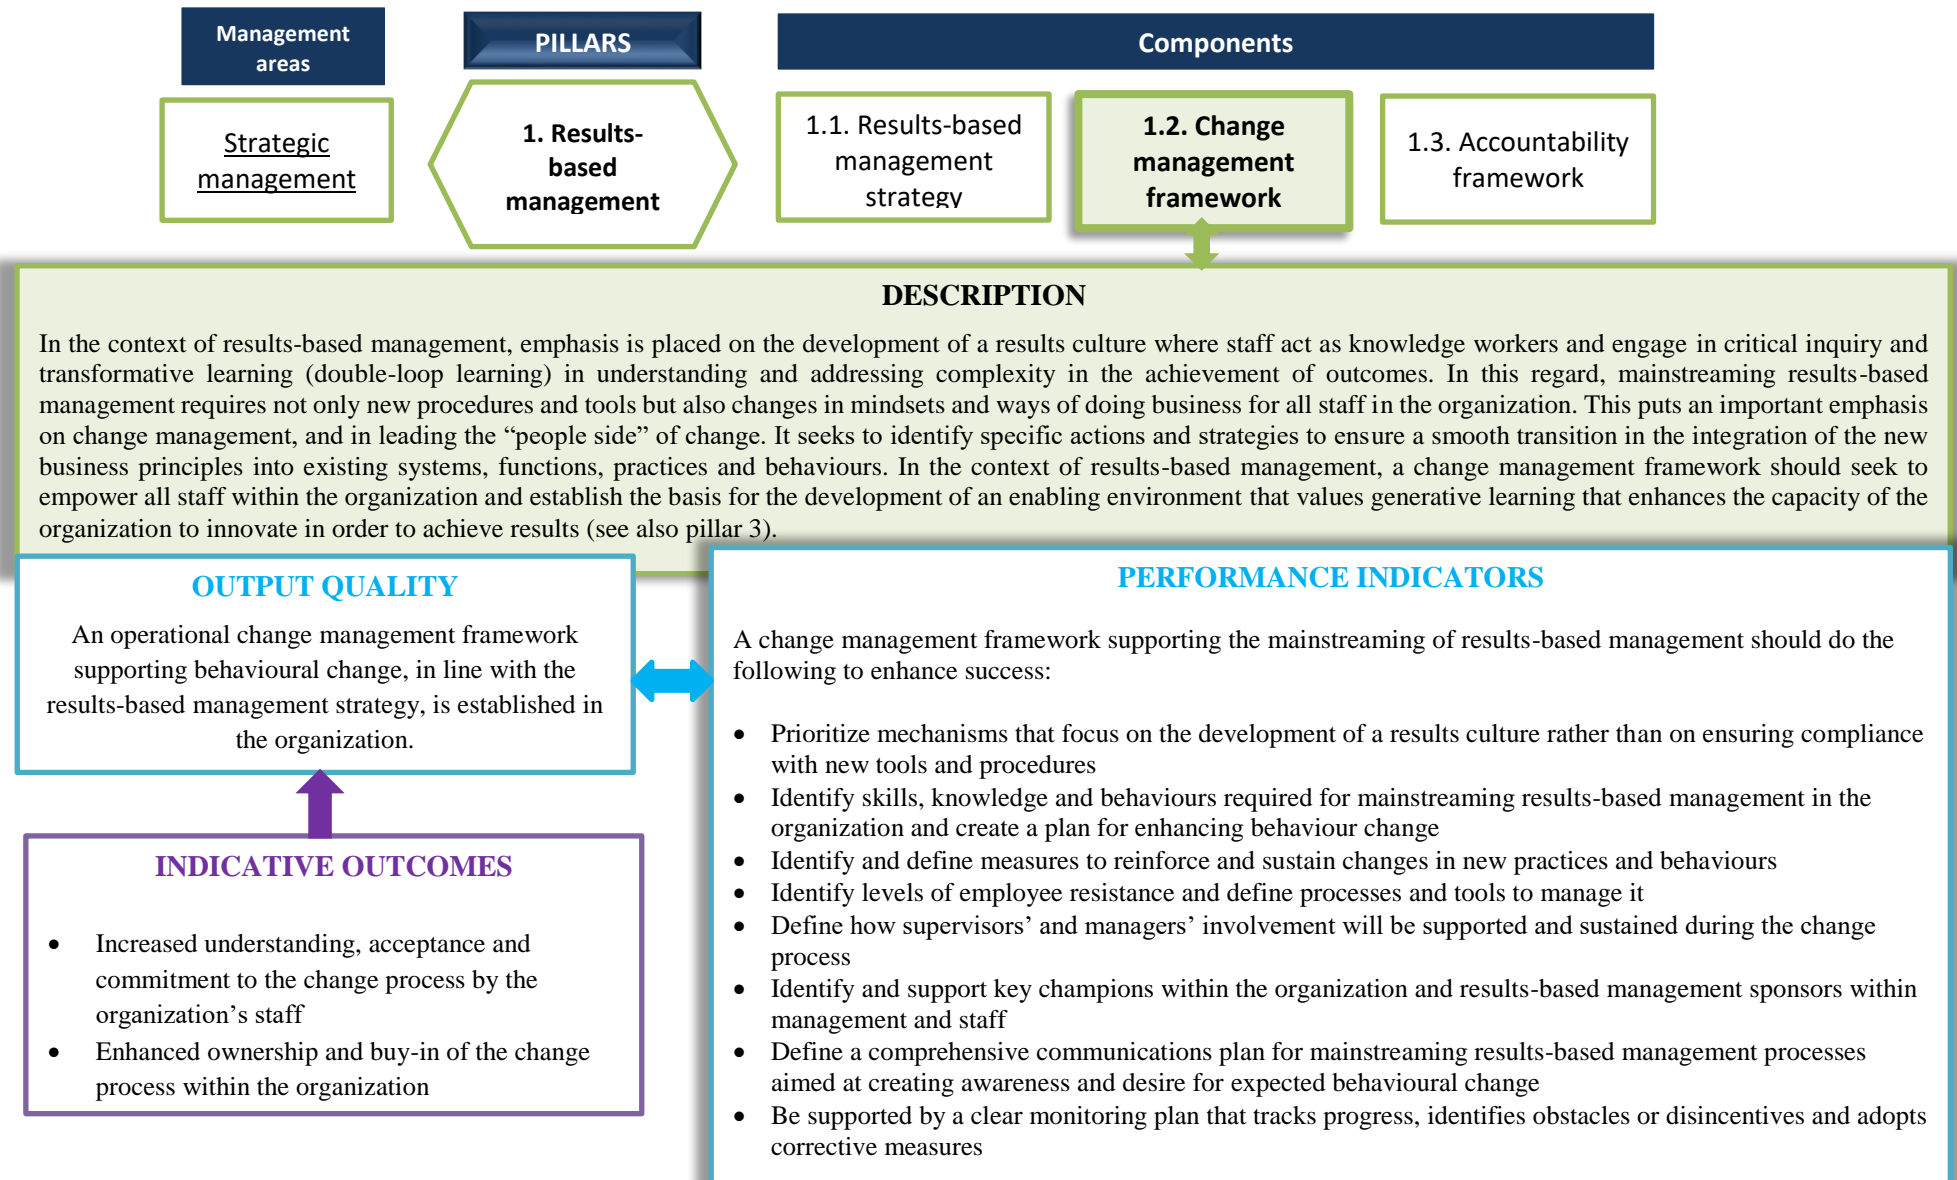 Management
areas
PILLARS
Components
Strategic
management
1. Results-
based
management
1.1. Results-based
management
strategy
1.2. Change
management
framework
1.3. Accountability
framework
DESCRIPTION
In the context of results-based management, emphasis is placed on the development of a results culture where staff act as knowledge workers and engage in critical inquiry and
transformative learning (double-loop learning) in understanding and addressing complexity in the achievement of outcomes. In this regard, mainstreaming results-based
management requires not only new procedures and tools but also changes in mindsets and ways of doing business for all staff in the organization. This puts an important emphasis
on change management, and in leading the “people side” of change. It seeks to identify specific actions and strategies to ensure a smooth transition in the integration of the new
business principles into existing systems, functions, practices and behaviours. In the context of results-based management, a change management framework should seek to
empower all staff within the organization and establish the basis for the development of an enabling environment that values generative learning that enhances the capacity of the
organization to innovate in order to achieve results (see also pillar 3).
OUTPUT QUALITY
An operational change management framework
supporting behavioural change, in line with the
results-based management strategy, is established in
the organization.
INDICATIVE OUTCOMES
• Increased understanding, acceptance and
commitment to the change process by the
organization’s staff
• Enhanced ownership and buy-in of the change
process within the organization
PERFORMANCE INDICATORS
A change management framework supporting the mainstreaming of results-based management should do the
following to enhance success:
• Prioritize mechanisms that focus on the development of a results culture rather than on ensuring compliance
with new tools and procedures
• Identify skills, knowledge and behaviours required for mainstreaming results-based management in the
organization and create a plan for enhancing behaviour change
• Identify and define measures to reinforce and sustain changes in new practices and behaviours
• Identify levels of employee resistance and define processes and tools to manage it
• Define how supervisors’ and managers’ involvement will be supported and sustained during the change
process
• Identify and support key champions within the organization and results-based management sponsors within
management and staff
• Define a comprehensive communications plan for mainstreaming results-based management processes
aimed at creating awareness and desire for expected behavioural change
• Be supported by a clear monitoring plan that tracks progress, identifies obstacles or disincentives and adopts
corrective measures